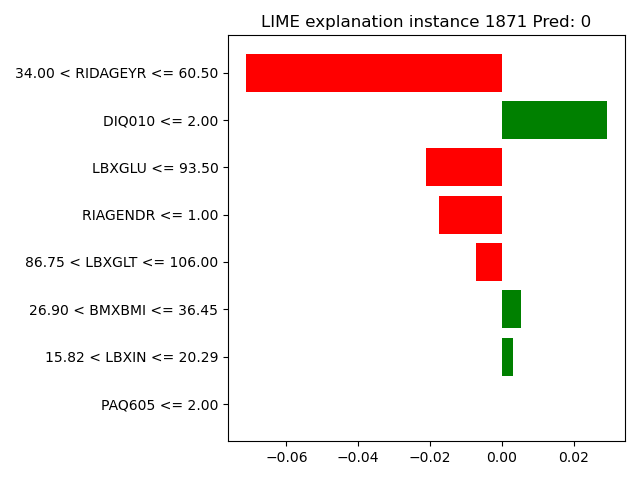 LIME explanation instance 1871 Pred: 0
34.00 < RIDAGEYR <= 60.50
DIQ010 <= 2.00
LBXGLU <= 93.50
RIAGENDR <= 1.00
86.75 < LBXGLT <= 106.00
26.90 < BMXBMI <= 36.45
15.82 < LBXIN <= 20.29
PAQ605 <= 2.00
−0.06 −0.04 −0.02 0.00 0.02